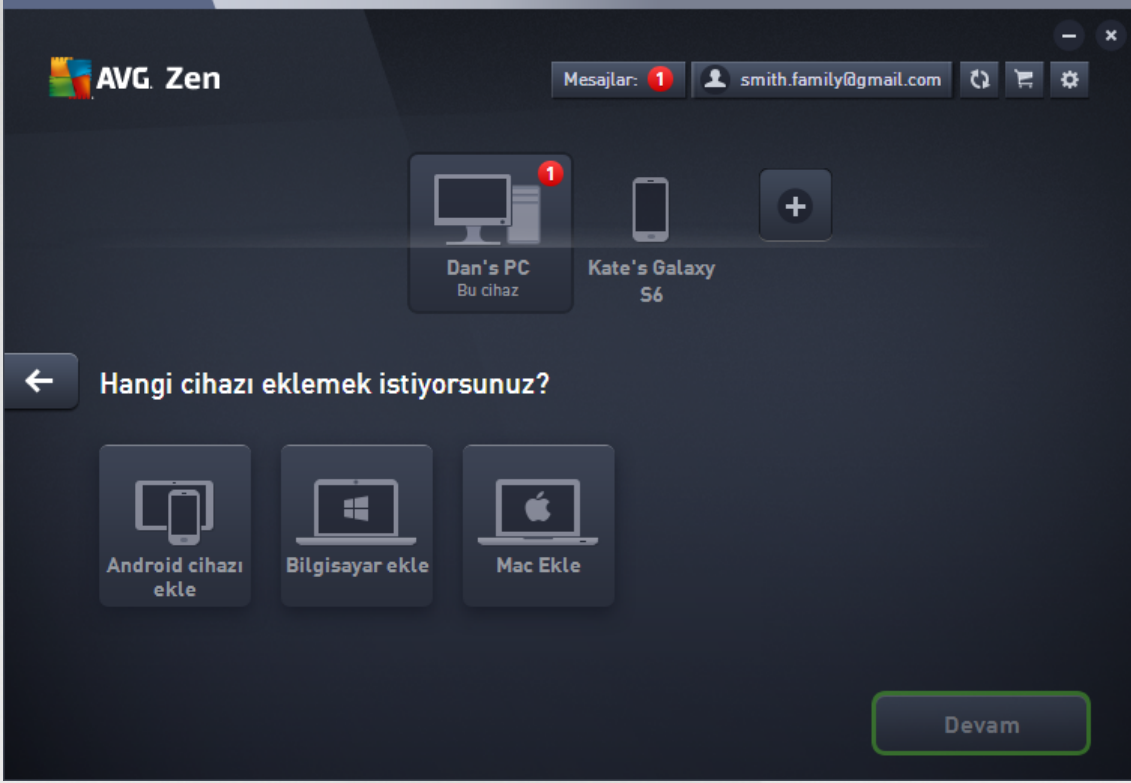 AVG. Zen
Mesajlar: 1
smith.family@gmail.com
1
Dan's PC
Bu cihaz
Kate's Galaxy
S6
Hangi cihazı eklemek istiyorsunuz?
Android cihazı
ekle
Bilgisayar ekle
Mac Ekle
Devam